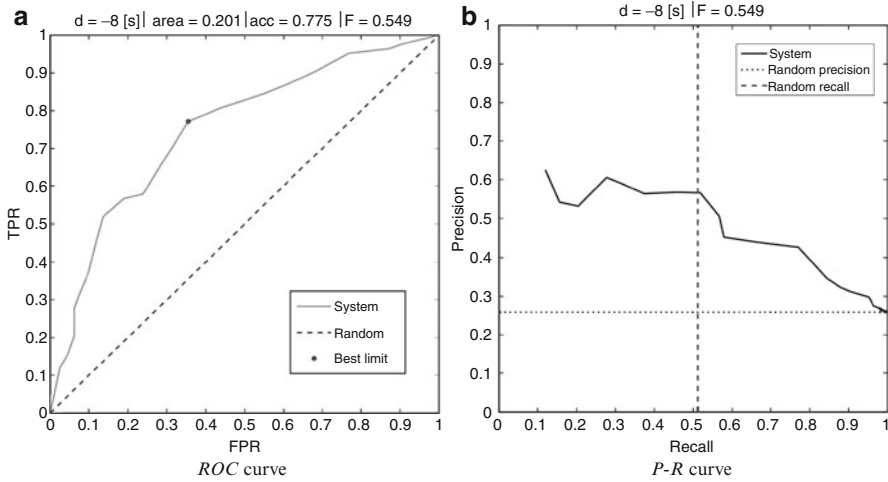 a
d = −8 [s] | area = 0.201 | acc = 0.775 | F = 0.549
TPR
1
0.9
0.8
0.7
0.6
0.5
0.4
0.3
0.2
0.1
0
System
Random
Best limit
0 0.1 0.2 0.3 0.4 0.5 0.6 0.7 0.8 0.9 1
FPR
ROC curve
b
d = −8 [s] | F = 0.549
Precision
1
0.9
0.8
0.7
0.6
0.5
0.4
0.3
0.2
0.1
0
System
Random precision
Random recall
0 0.1 0.2 0.3 0.4 0.5 0.6 0.7 0.8 0.9 1
Recall
P-R curve